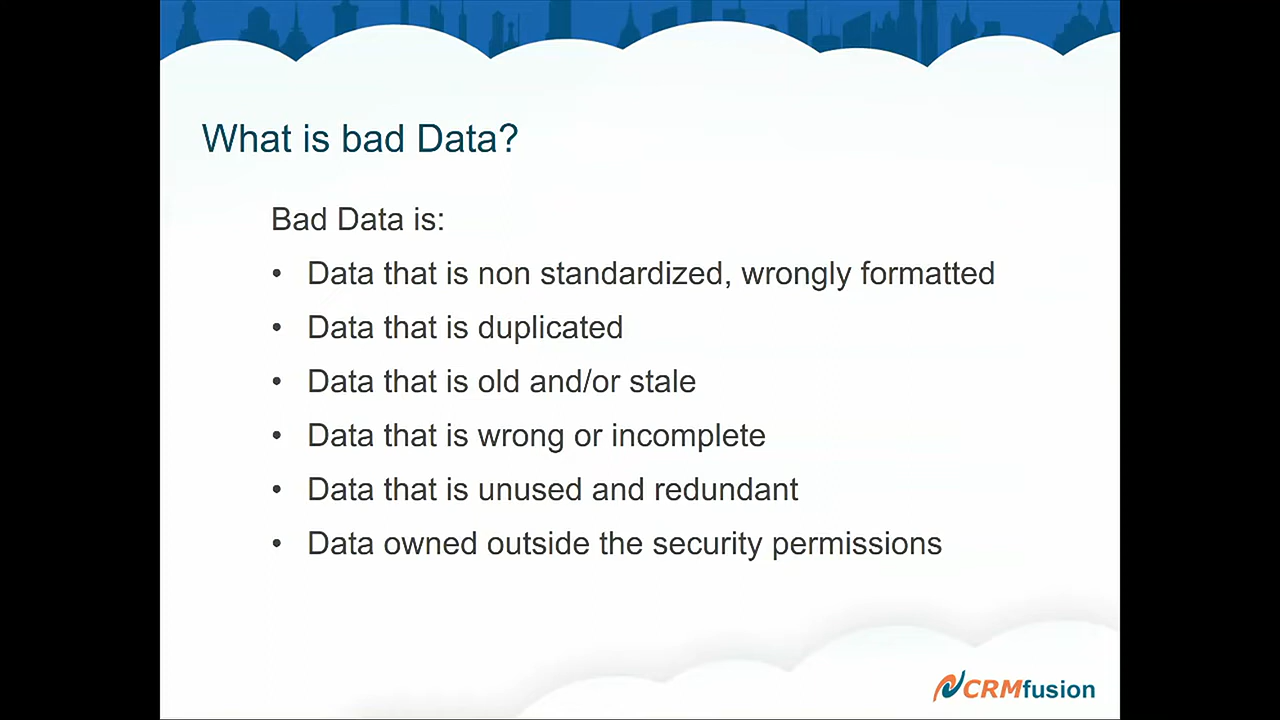 What is bad Data?
Bad Data is:
• Data that is non standardized, wrongly formatted
• Data that is duplicated
• Data that is old and/or stale
• Data that is wrong or incomplete
• Data that is unused and redundant
• Data owned outside the security permissions
CRMfusion